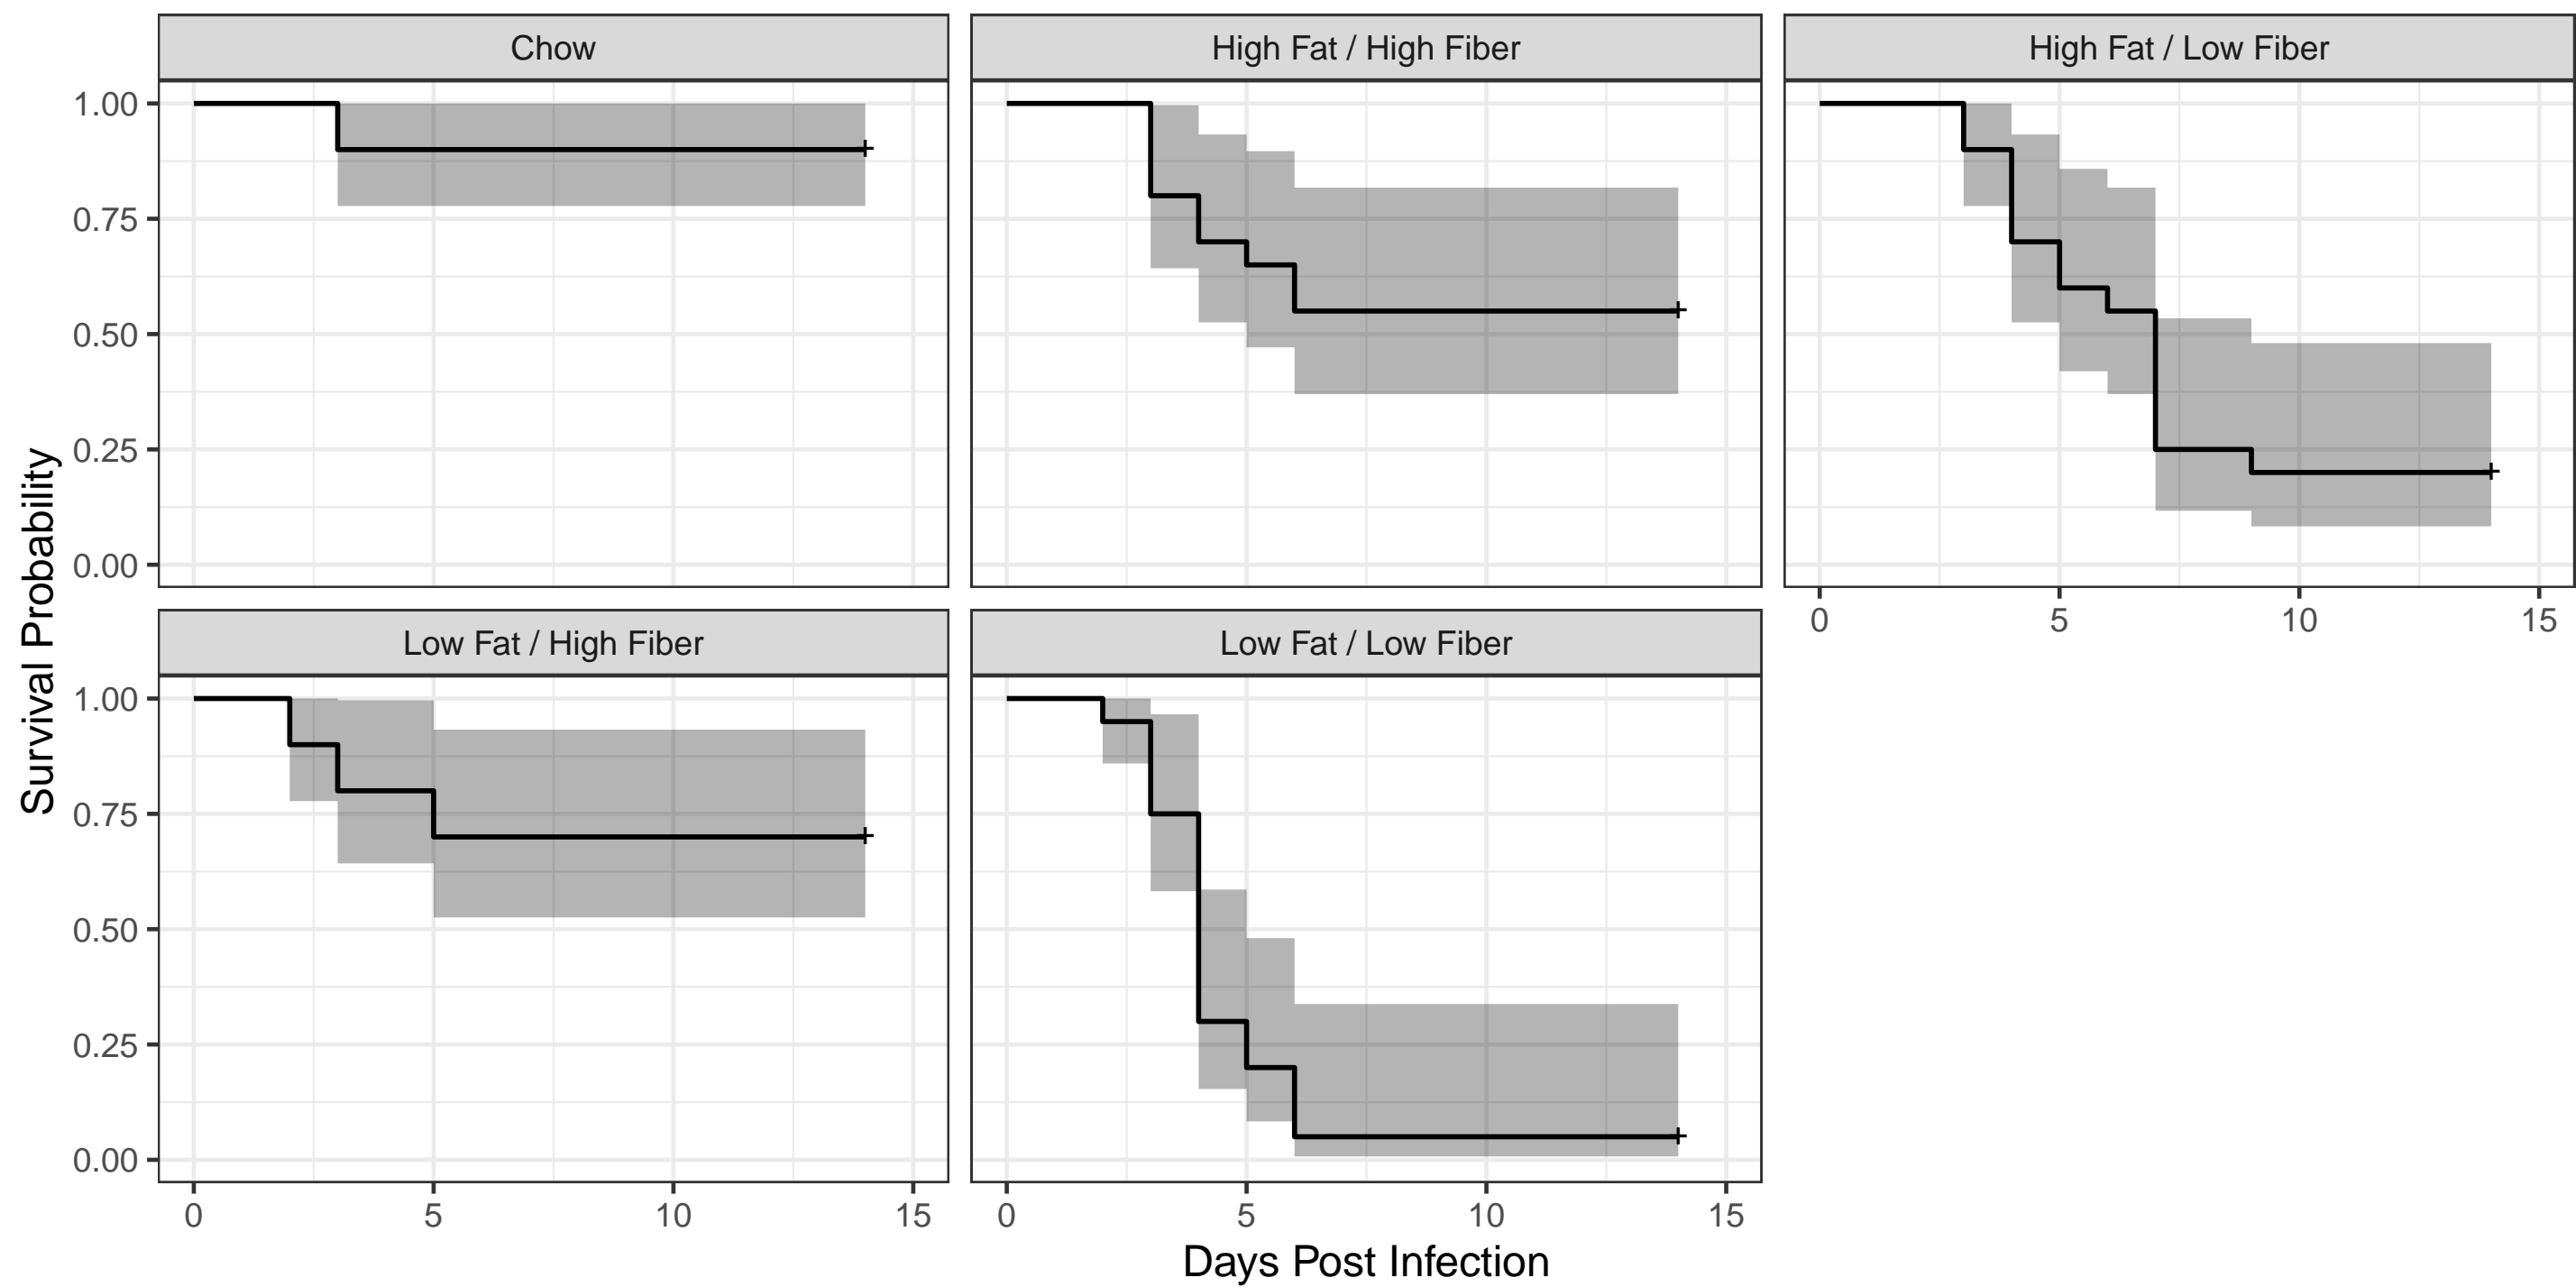 Chow
High Fat / High Fiber
High Fat / Low Fiber
1.00
0.75
0.50
0.25
0.00
0 5 10 15
Low Fat / High Fiber
Low Fat / Low Fiber
1.00
0.75
0.50
0.25
0.00
0 5 10 15
0 5 10 15
Survival Probability
Days Post Infection